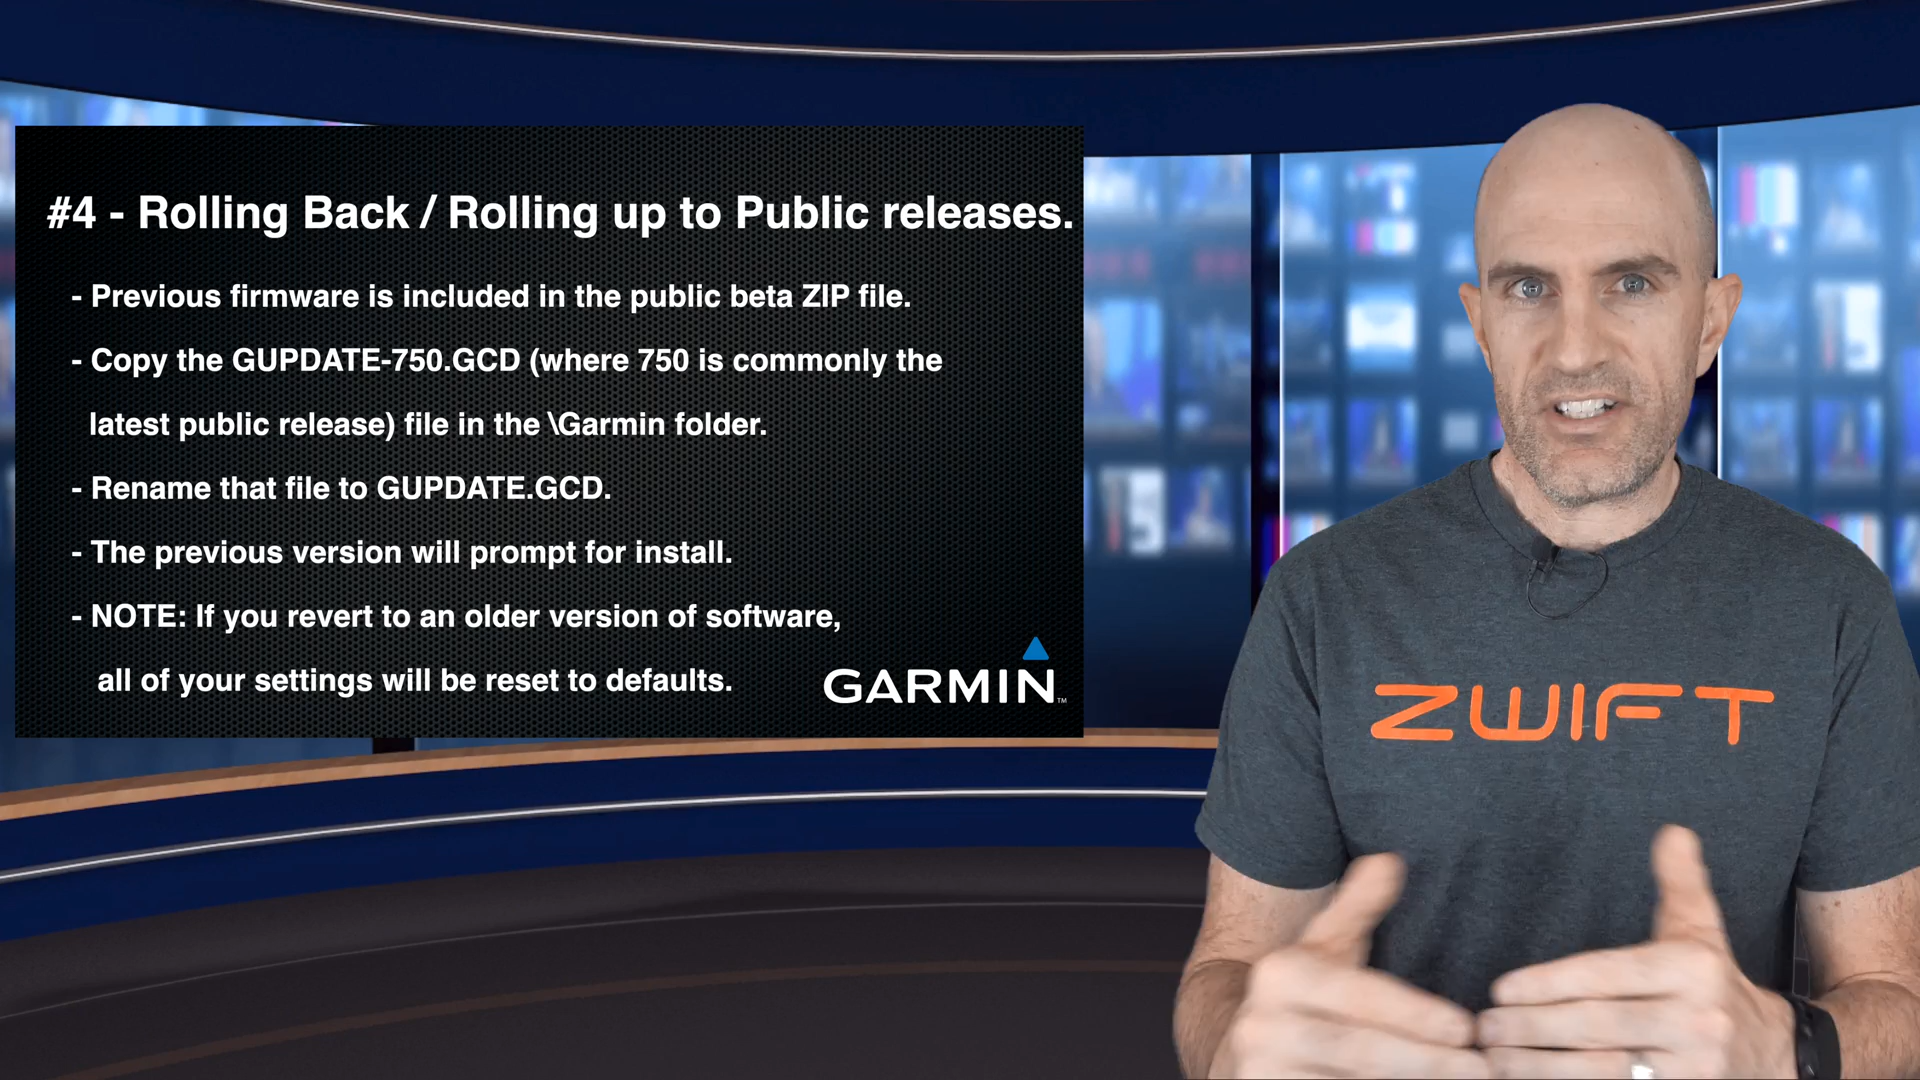 #4 - Rolling Back / Rolling up to Public releases.
- Previous firmware is included in the public beta ZIP file.
- Copy the GUPDATE-750.GCD (where 750 is commonly the
latest public release) file in the \Garmin folder.
- Rename that file to GUPDATE.GCD.
- The previous version will prompt for install.
- NOTE: If you revert to an older version of software,
all of your settings will be reset to defaults.
GARMIN™
ZWIFT